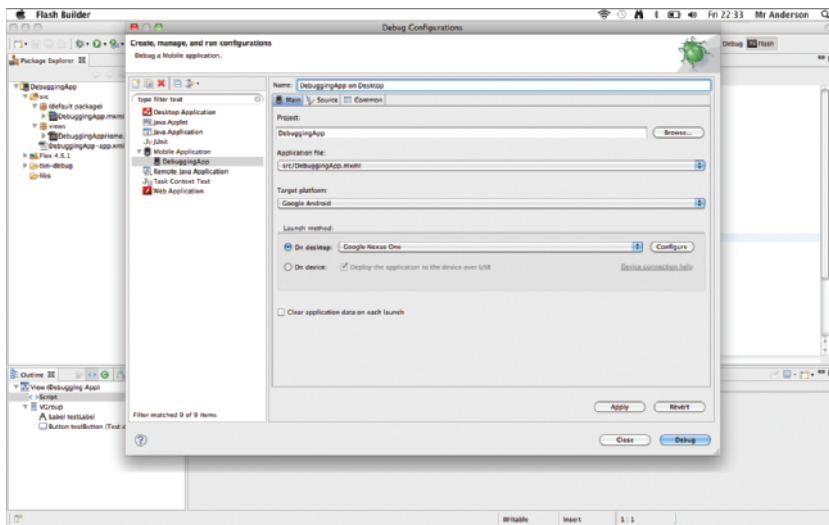 Flash Builder
Fri 22:33 Mr Anderson
Debug Configurations
Debug Flash
Create, manage, and run configurations
Debug a Mobile application.
Package Explorer
DebuggingApp
src
(default package)
DebuggingApp.mxml
views
DebuggingAppHome.
DebuggingApp-app.xml
Flex 4.5.1
bin-debug
libs
type filter text
Desktop Application
Java Applet
Java Application
JUnit
Mobile Application
DebuggingApp
Remote Java Application
Task Context Test
Web Application
Filter matched 9 of 9 items
Name: DebuggingApp on Desktop
Main Source Common
Project:
DebuggingApp Browse...
Application file:
src/DebuggingApp.mxml
Target platform:
Google Android
Launch method:
On desktop: Google Nexus One Configure
On device: Deploy the application to the device over USB Device connection help
Clear application data on each launch
Apply Revert
Close Debug
Outline
View (Debugging App)
Script
VGroup
Label testLabel
Button testButton (Test
Writable Insert 1 : 1